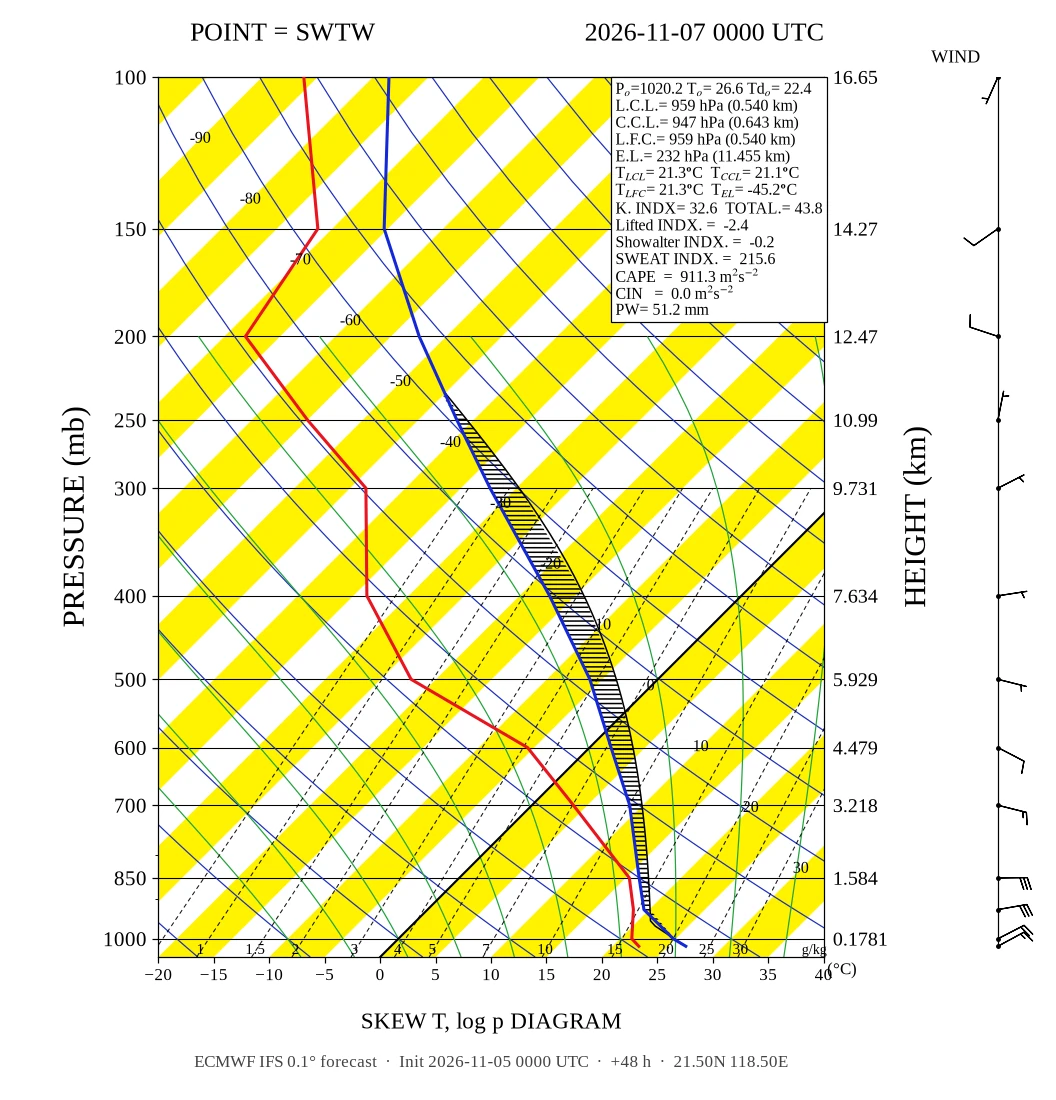 POINT = SWTW
2026-11-07 0000 UTC
WIND
100
16.65
Pₒ=1020.2 Tₒ= 26.6 Tdₒ= 22.4
L.C.L.= 959 hPa (0.540 km)
C.C.L.= 947 hPa (0.643 km)
L.F.C.= 959 hPa (0.540 km)
E.L.= 232 hPa (11.455 km)
T_LCL= 21.3°C T_CCL= 21.1°C
T_LFC= 21.3°C T_EL= -45.2°C
K. INDX= 32.6 TOTAL.= 43.8
Lifted INDX. = -2.4
Showalter INDX. = -0.2
SWEAT INDX. = 215.6
CAPE = 911.3 m²s⁻²
CIN = 0.0 m²s⁻²
PW= 51.2 mm
-90
-80
150
14.27
-70
-60
200
12.47
-50
250
10.99
-40
300
9.731
-30
-20
400
7.634
-10
PRESSURE (mb)
HEIGHT (km)
500
5.929
0
10
600
4.479
700
3.218
20
30
850
1.584
1000
0.1781
1 1.5 2 3 4 5 7 10 15 20 25 30 g/kg
−20 −15 −10 −5 0 5 10 15 20 25 30 35 40 (°C)
SKEW T, log p DIAGRAM
ECMWF IFS 0.1° forecast · Init 2026-11-05 0000 UTC · +48 h · 21.50N 118.50E